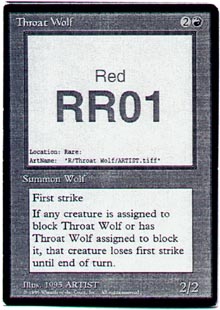 Throat Wolf 2
Red
RR01
Location: Rare:
ArtName: "R/Throat Wolf/ARTIST.tiff"
Summon Wolf
First strike
If any creature is assigned to
block Throat Wolf or has
Throat Wolf assigned to block
it, that creature loses first strike
until end of turn.
Illus. 1995 ARTIST
2/2